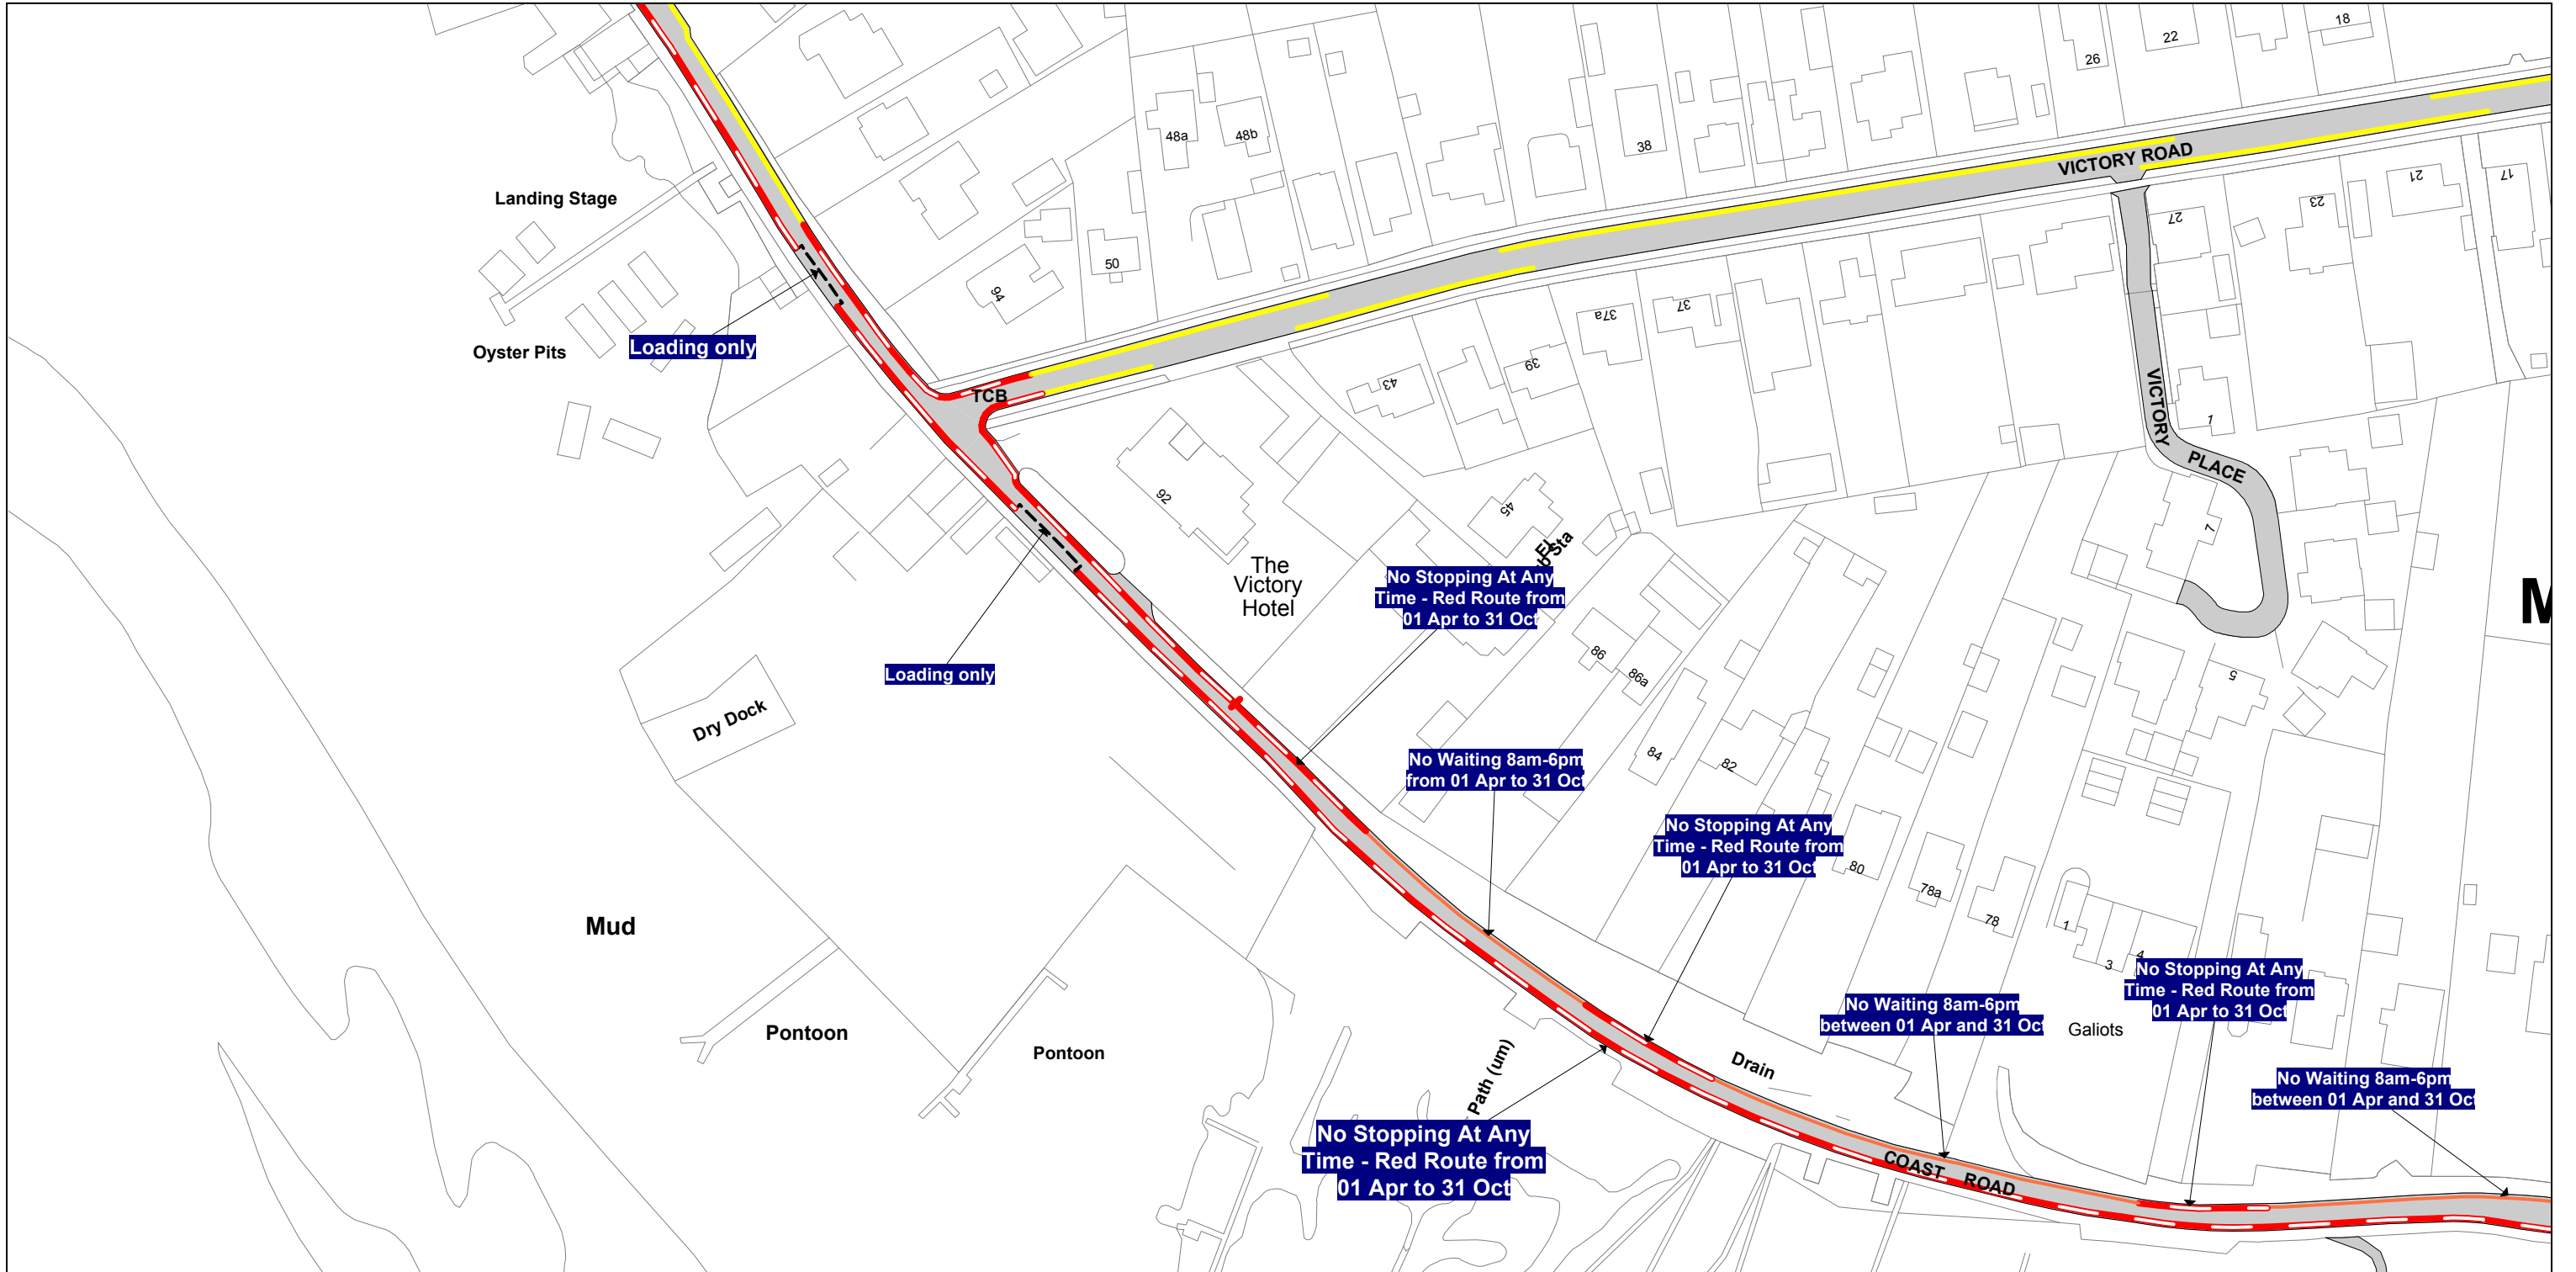 18
22
26
48a
48b
38
VICTORY ROAD
Landing Stage
50
94
27
23
21
17
Oyster Pits
Loading only
37a
37
39
43
TCB
VICTORY
PLACE
1
7
92
45
El
b Sta
The
Victory
Hotel
No Stopping At Any
Time - Red Route from
01 Apr to 31 Oct
M
86
86a
5
Loading only
Dry Dock
84
82
No Waiting 8am-6pm
from 01 Apr to 31 Oct
No Stopping At Any
Time - Red Route from
01 Apr to 31 Oct
80
78a
78
1
3
4
Mud
No Stopping At Any
Time - Red Route from
01 Apr to 31 Oct
No Waiting 8am-6pm
between 01 Apr and 31 Oct
Galiots
Pontoon
Pontoon
Path (um)
Drain
No Waiting 8am-6pm
between 01 Apr and 31 Oct
No Stopping At Any
Time - Red Route from
01 Apr to 31 Oct
COAST ROAD